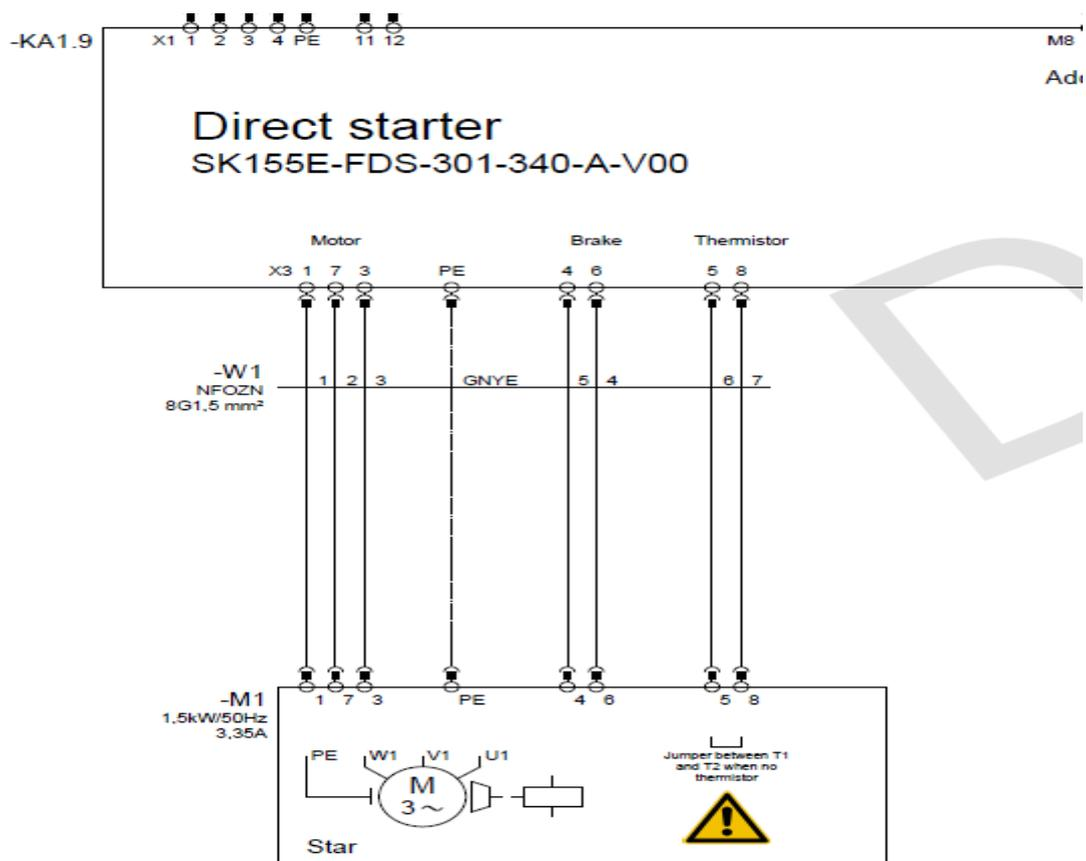 -KA1.9 X1 1 2 3 4 PE 11 12 M8
Direct starter
SK155E-FDS-301-340-A-V00
Motor Brake Thermistor
X3 1 7 3 PE 4 6 5 8
-W1
1 2 3 GNYE 5 4 6 7
NFOZN
8G1,5 mm²
-M1
1 7 3 PE 4 6 5 8
1,5kW/50Hz
3,35A
PE W1 V1 U1
M
3 ~
Jumper between T1
and T2 when no
thermistor
Star